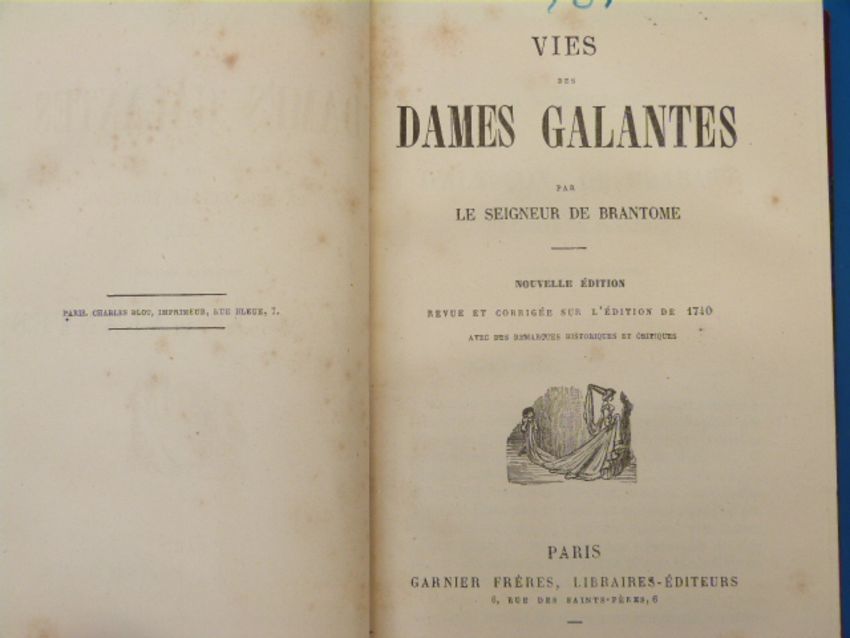 PARIS. CHARLES BLOT, IMPRIMEUR, RUE BLEUE, 7.
VIES
DES
DAMES GALANTES
PAR
LE SEIGNEUR DE BRANTOME
NOUVELLE ÉDITION
REVUE ET CORRIGÉE SUR L'ÉDITION DE 1740
AVEC DES REMARQUES HISTORIQUES ET CRITIQUES
PARIS
GARNIER FRÈRES, LIBRAIRES-ÉDITEURS
6, RUE DES SAINTS-PÈRES, 6